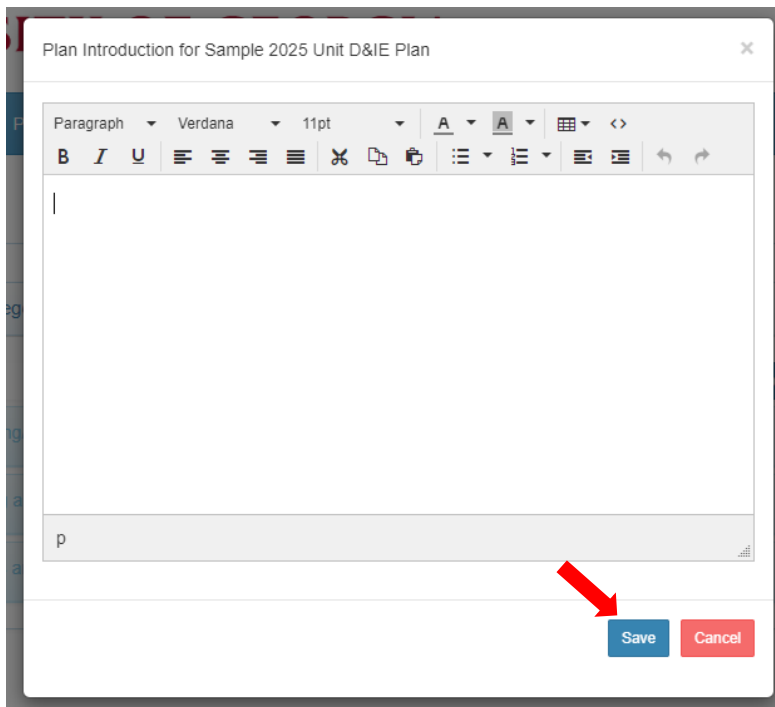 Plan Introduction for Sample 2025 Unit D&IE Plan ×
Paragraph Verdana 11pt A A <>
B I U
p
Save Cancel